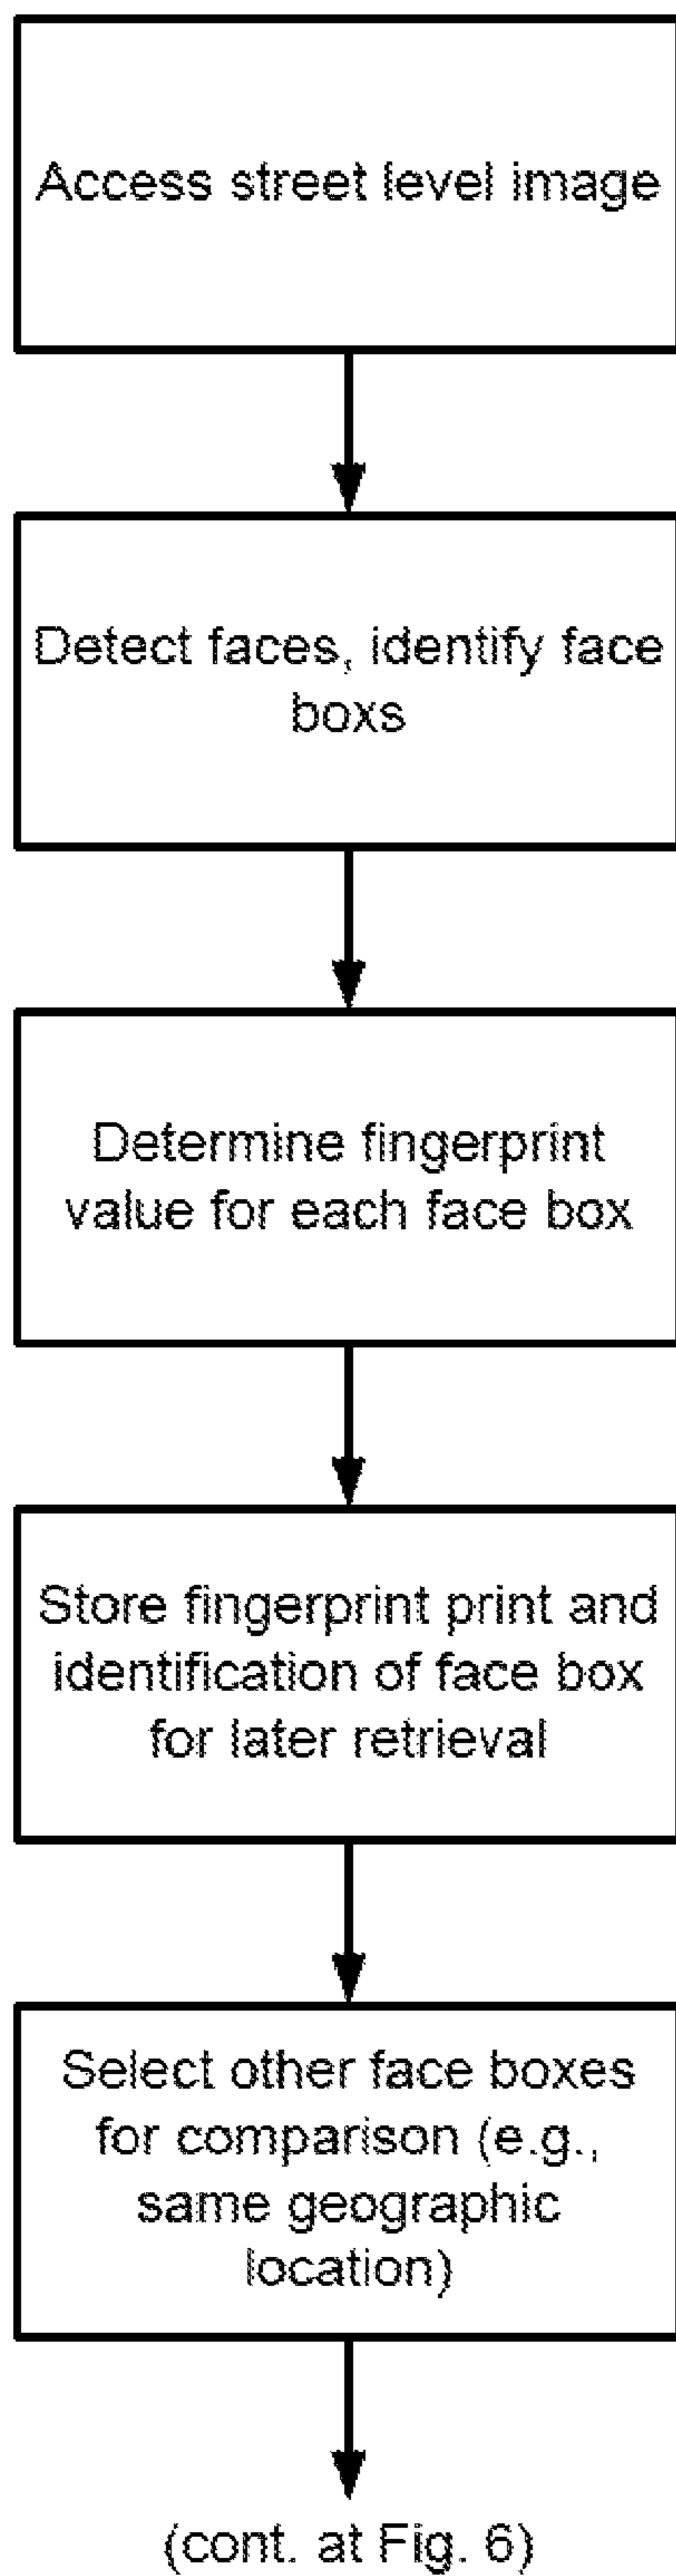 Access street level image
Detect faces, identify face
boxs
Determine fingerprint
value for each face box
Store fingerprint print and
identification of face box
for later retrieval
Select other face boxes
for comparison (e.g.,
same geographic
location)
(cont. at Fig. 6)